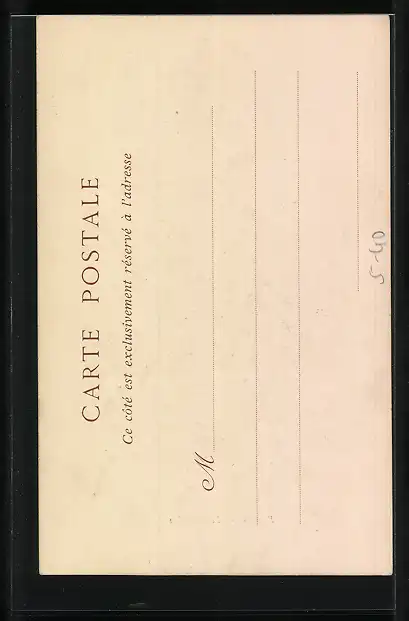 CARTE POSTALE
Ce côté est exclusivement réservé à l'adresse
M
5-40